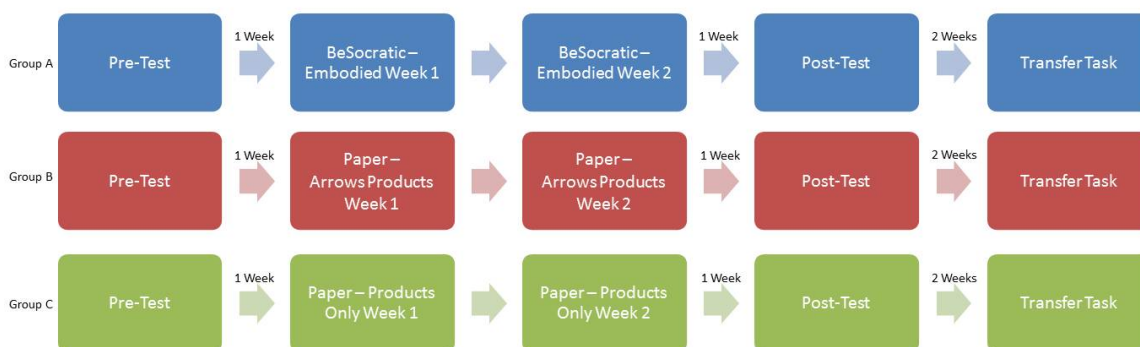 1 Week
1 Week
2 Weeks
Group A
Pre-Test
BeSocratic –
Embodied Week 1
BeSocratic –
Embodied Week 2
Post-Test
Transfer Task
1 Week
1 Week
2 Weeks
Group B
Pre-Test
Paper –
Arrows Products
Week 1
Paper –
Arrows Products
Week 2
Post-Test
Transfer Task
1 Week
1 Week
2 Weeks
Group C
Pre-Test
Paper – Products
Only Week 1
Paper – Products
Only Week 2
Post-Test
Transfer Task